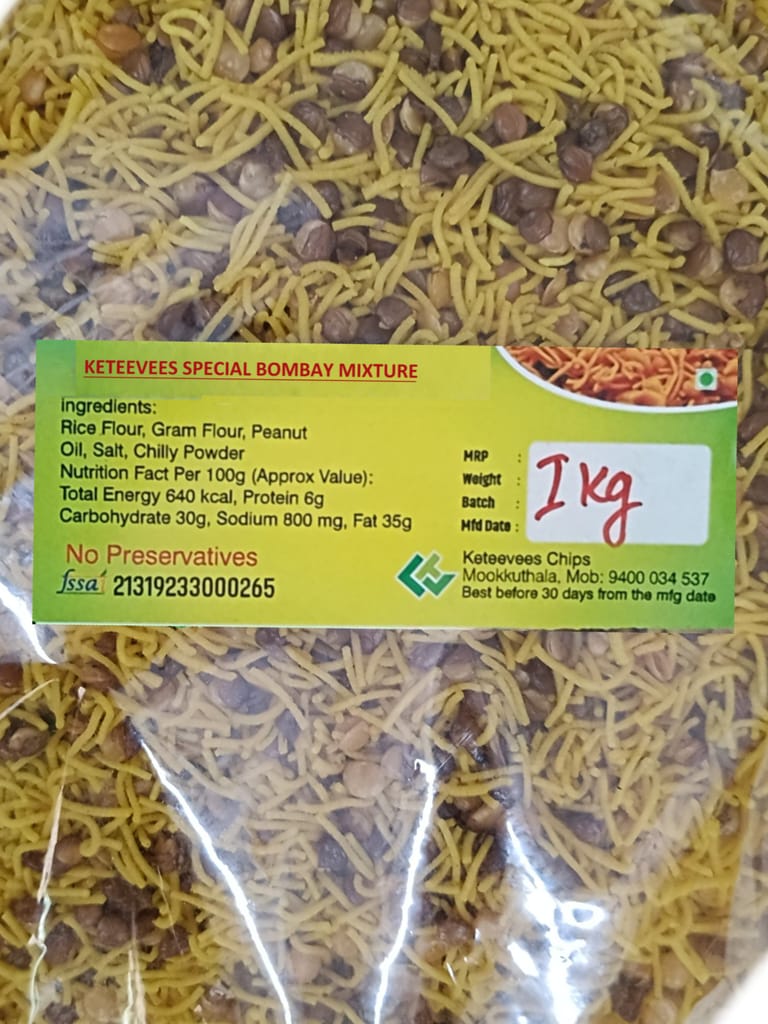 KETEEVEES SPECIAL BOMBAY MIXTURE
ingredients:
Rice Flour, Gram Flour, Peanut
Oil, Salt, Chilly Powder
Nutrition Fact Per 100g (Approx Value):
Total Energy 640 kcal, Protein 6g
Carbohydrate 30g, Sodium 800 mg, Fat 35g
No Preservatives
fssai 21319233000265
MRP :
Weight :
Batch :
Mfd Date :
1 kg
Keteevees Chips
Mookkuthala, Mob: 9400 034 537
Best before 30 days from the mfg date